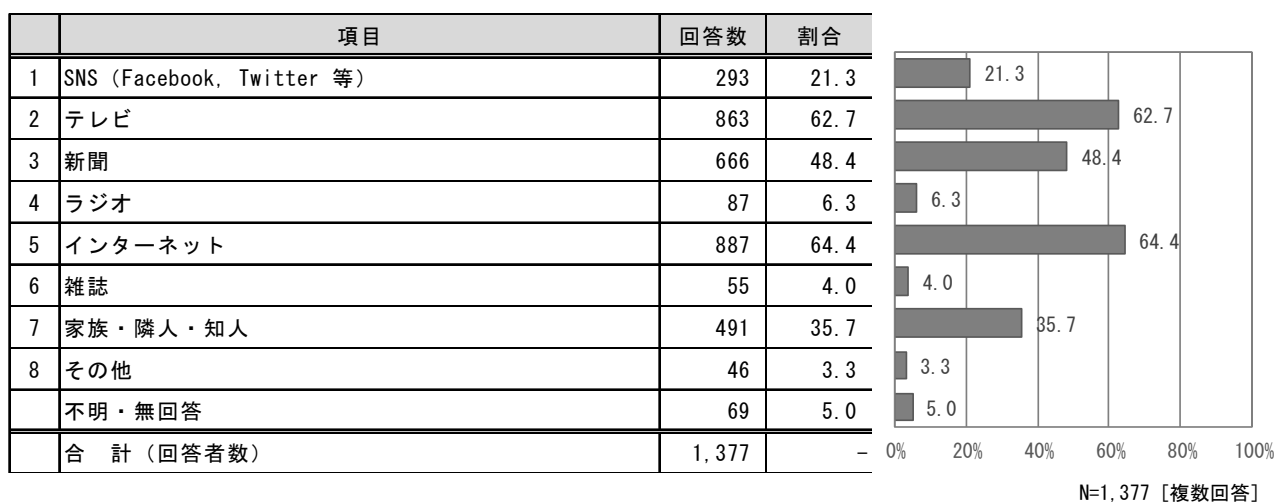 項目 回答数 割合
1 SNS（Facebook, Twitter 等） 293 21.3
2 テレビ 863 62.7
3 新聞 666 48.4
4 ラジオ 87 6.3
5 インターネット 887 64.4
6 雑誌 55 4.0
7 家族・隣人・知人 491 35.7
8 その他 46 3.3
不明・無回答 69 5.0
合　計（回答者数） 1,377 －
21.3
62.7
48.4
6.3
64.4
4.0
35.7
3.3
5.0
0% 20% 40% 60% 80% 100%
N=1,377［複数回答］